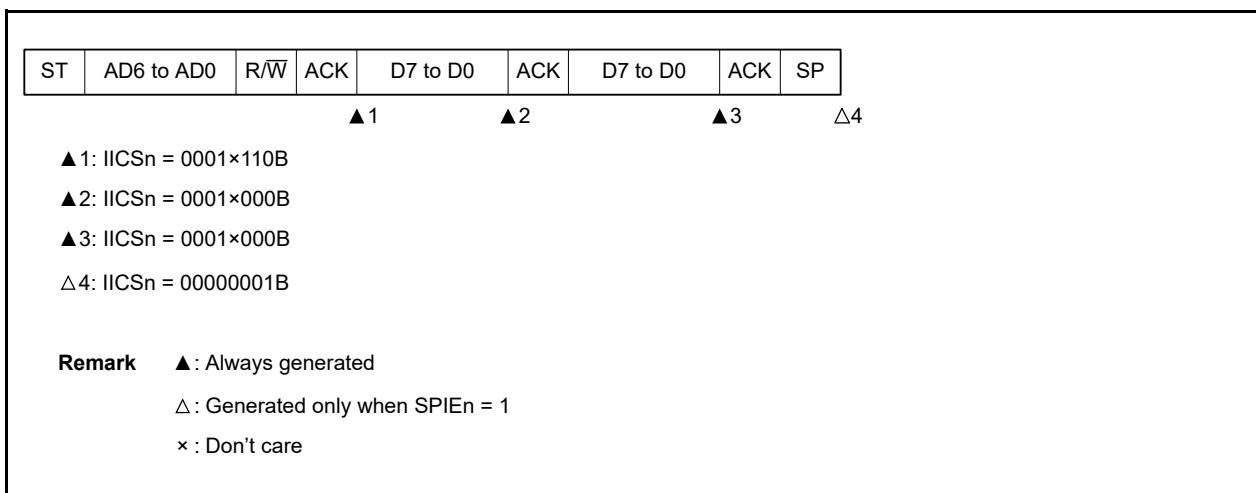 ST AD6 to AD0 R/W̅ ACK D7 to D0 ACK D7 to D0 ACK SP
▲1 ▲2 ▲3 △4
▲1: IICSn = 0001×110B
▲2: IICSn = 0001×000B
▲3: IICSn = 0001×000B
△4: IICSn = 00000001B
Remark ▲: Always generated
△: Generated only when SPIEn = 1
×: Don't care